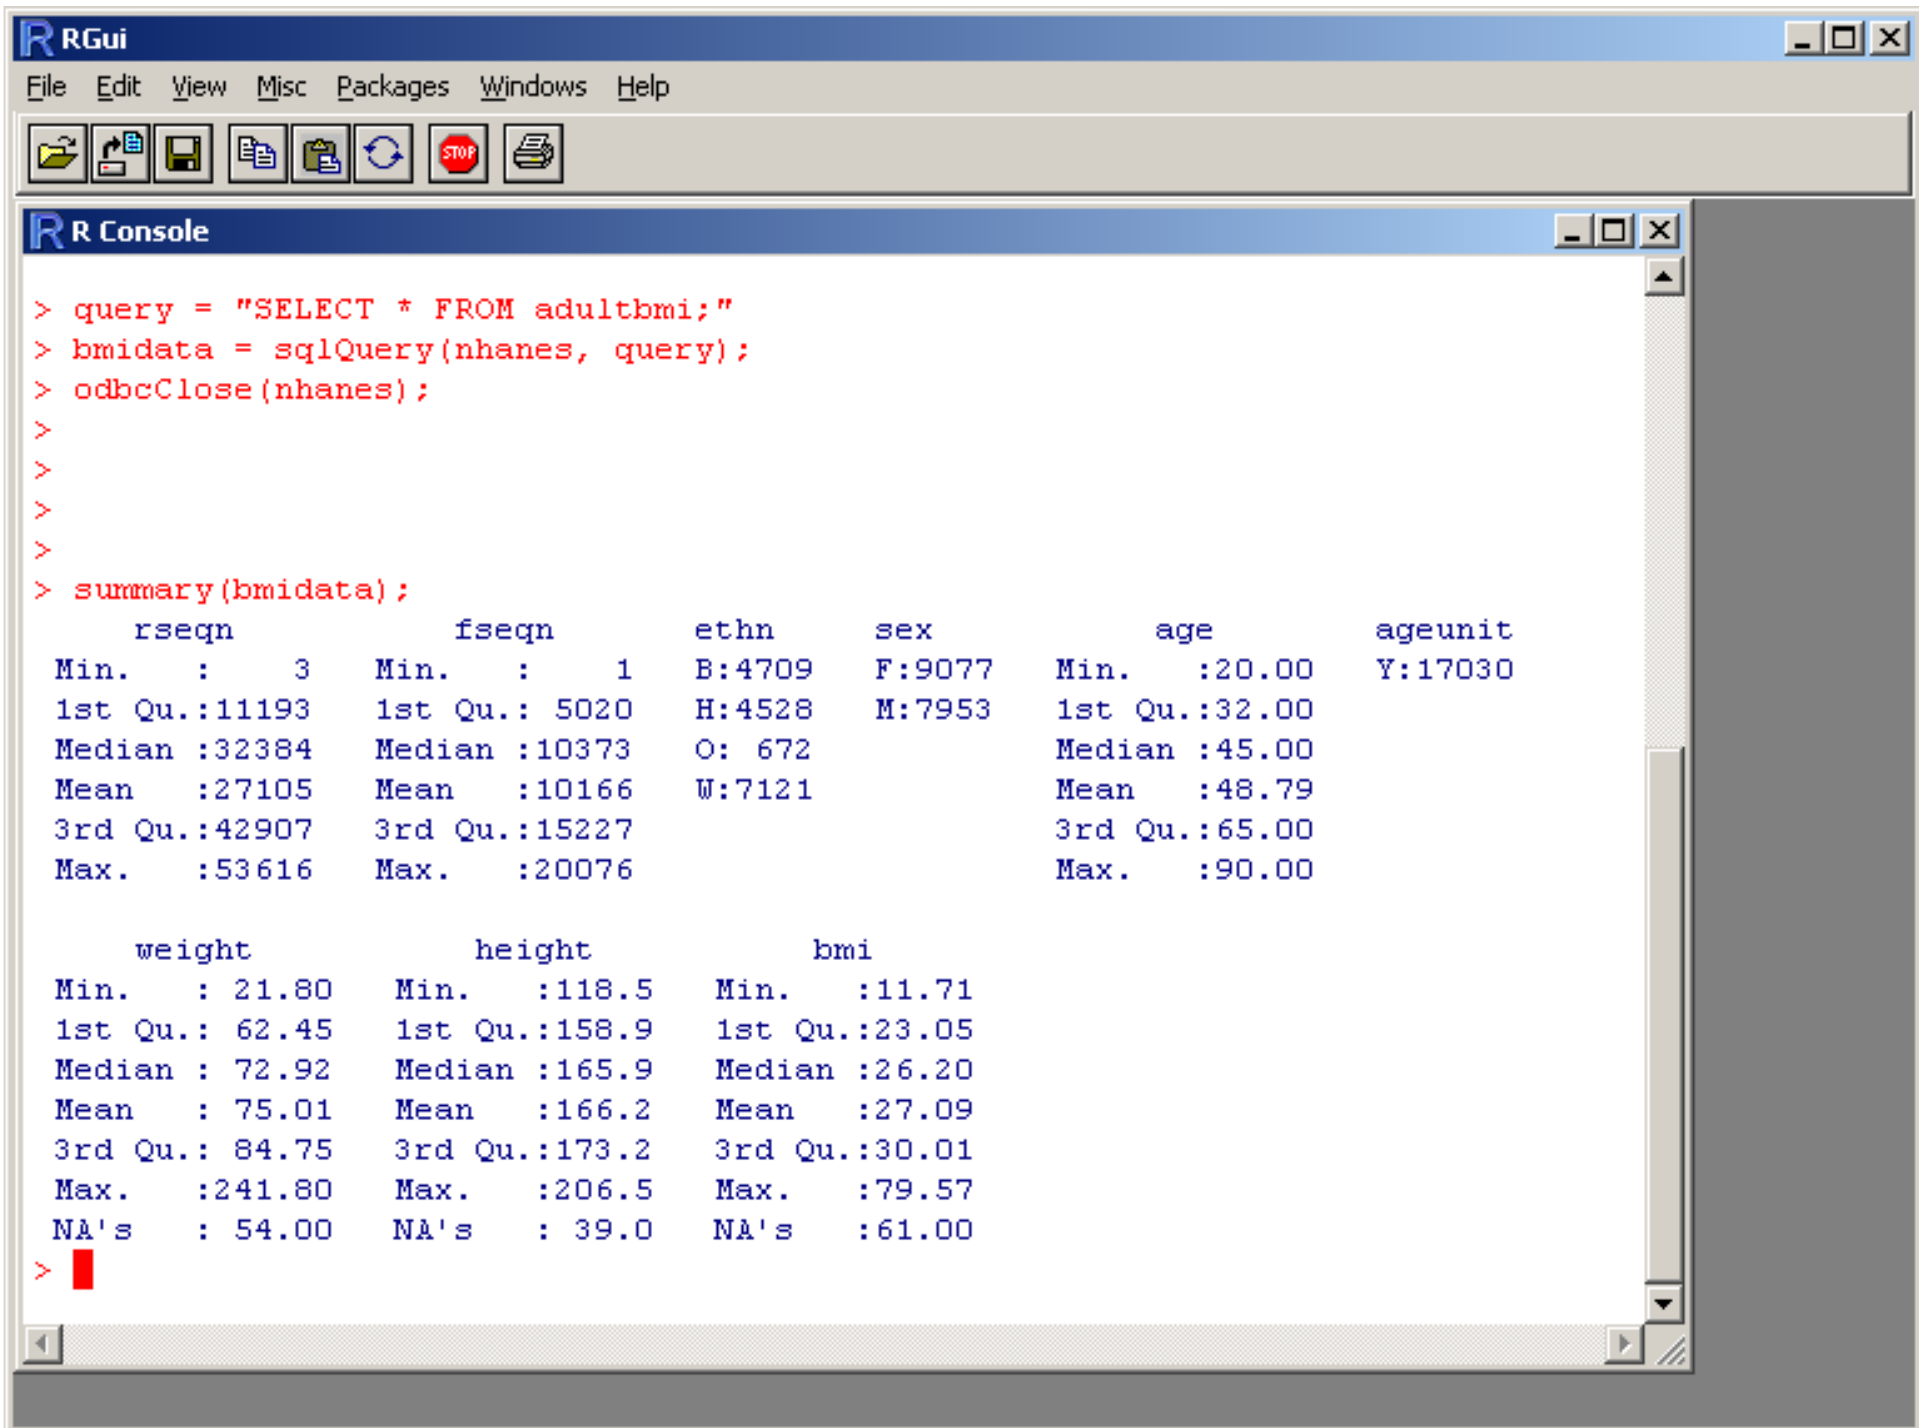 RGui
File Edit View Misc Packages Windows Help
STOP
R Console
> query = "SELECT * FROM adultbmi;"
> bmidata = sqlQuery(nhanes, query);
> odbcClose(nhanes);
>
>
>
>
> summary(bmidata);
rseqn fseqn ethn sex age ageunit
Min. : 3 Min. : 1 B:4709 F:9077 Min. :20.00 Y:17030
1st Qu.:11193 1st Qu.: 5020 H:4528 M:7953 1st Qu.:32.00
Median :32384 Median :10373 O: 672 Median :45.00
Mean :27105 Mean :10166 W:7121 Mean :48.79
3rd Qu.:42907 3rd Qu.:15227 3rd Qu.:65.00
Max. :53616 Max. :20076 Max. :90.00
weight height bmi
Min. : 21.80 Min. :118.5 Min. :11.71
1st Qu.: 62.45 1st Qu.:158.9 1st Qu.:23.05
Median : 72.92 Median :165.9 Median :26.20
Mean : 75.01 Mean :166.2 Mean :27.09
3rd Qu.: 84.75 3rd Qu.:173.2 3rd Qu.:30.01
Max. :241.80 Max. :206.5 Max. :79.57
NA's : 54.00 NA's : 39.0 NA's :61.00
>